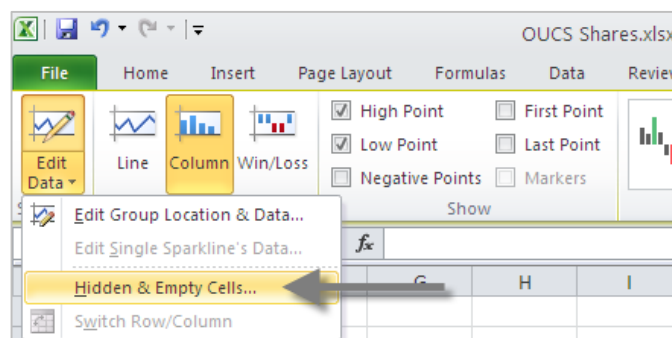 OUCS Shares.xlsx
File Home Insert Page Layout Formulas Data Review
Edit Data Line Column Win/Loss
High Point First Point
Low Point Last Point
Negative Points Markers
Show
Edit Group Location & Data...
Edit Single Sparkline's Data...
fx
Hidden & Empty Cells...
G H I
Switch Row/Column